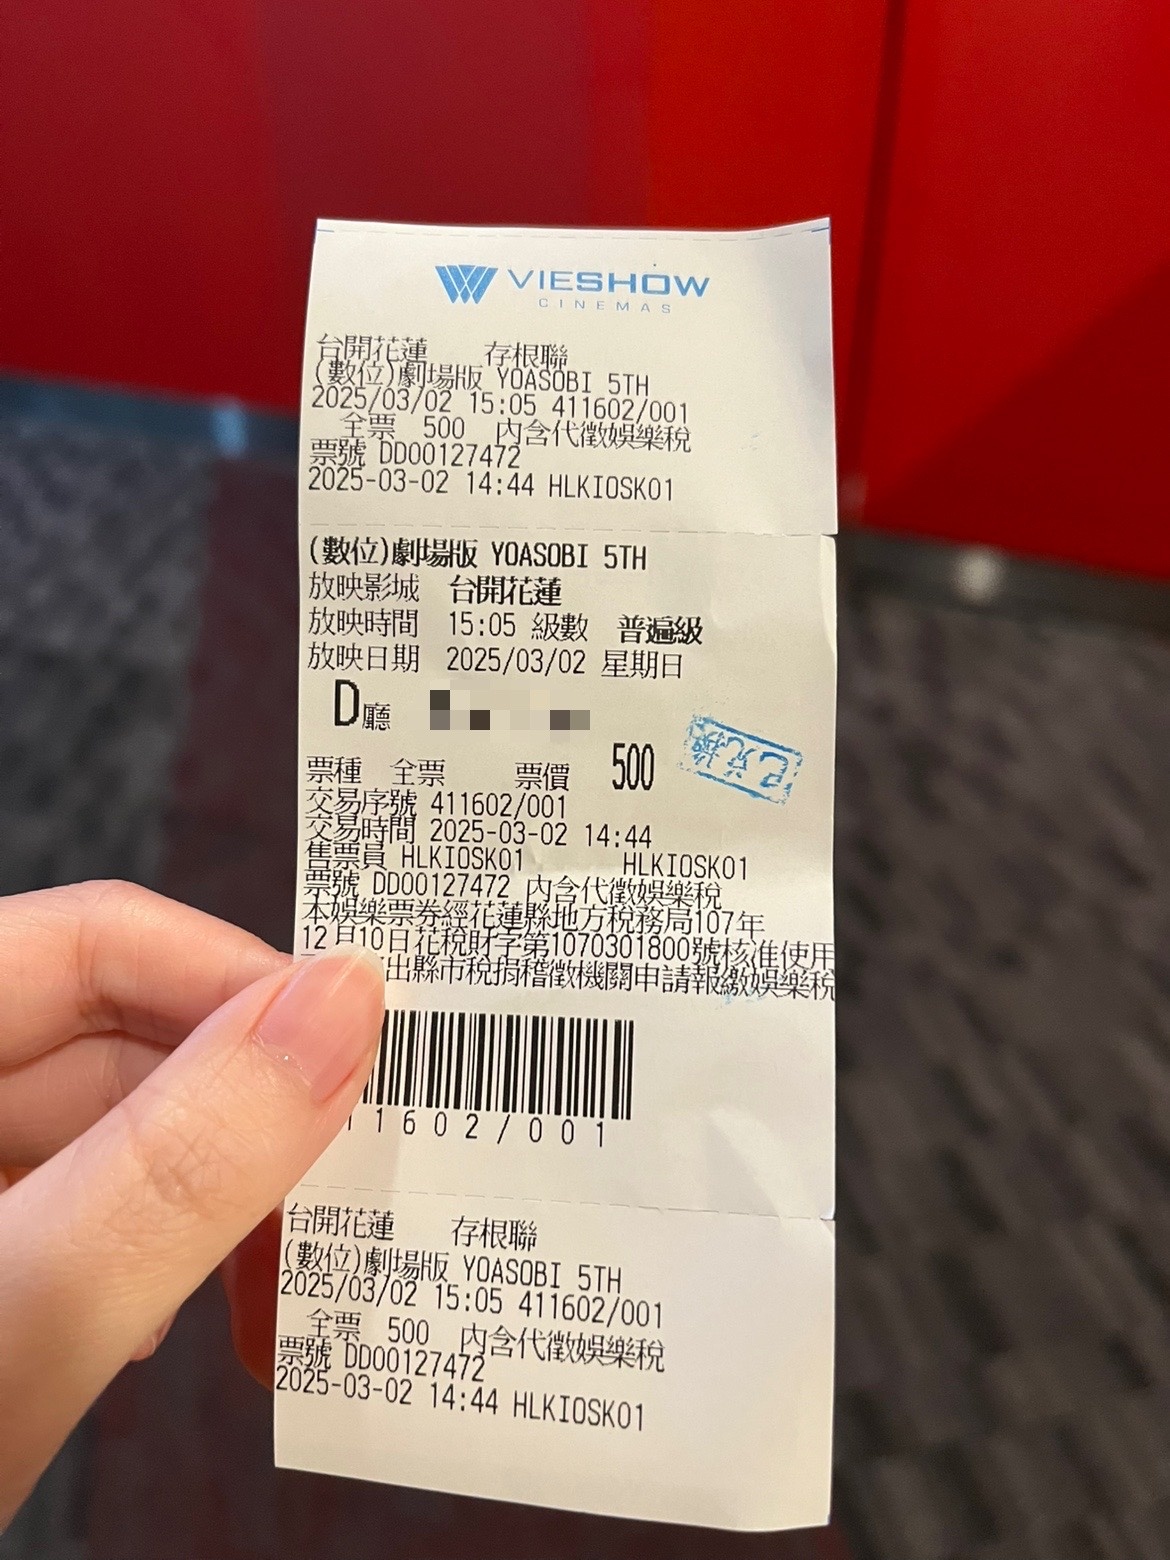 VIESHOW
CINEMAS
台開花蓮 存根聯
(數位)劇場版 YOASOBI 5TH
2025/03/02 15:05 411602/001
全票 500 內含代徵娛樂稅
票號 DD00127472
2025-03-02 14:44 HLKIOSK01
(數位)劇場版 YOASOBI 5TH
放映影城 台開花蓮
放映時間 15:05 級數 普遍級
放映日期 2025/03/02 星期日
D廳
已兌換
票種 全票 票價 500
交易序號 411602/001
交易時間 2025-03-02 14:44
售票員 HLKIOSK01 HLKIOSK01
票號 DD00127472 內含代徵娛樂稅
本娛樂票券經花蓮縣地方稅務局107年
12月10日花稅財字第1070301800號核准使用
出縣市稅捐稽徵機關申請報繳娛樂稅
11602/001
台開花蓮 存根聯
(數位)劇場版 YOASOBI 5TH
2025/03/02 15:05 411602/001
全票 500 內含代徵娛樂稅
票號 DD00127472
2025-03-02 14:44 HLKIOSK01